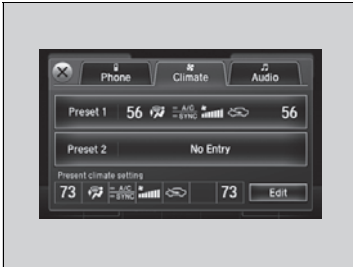 Phone Climate Audio
Preset 1 56 A/C SYNC 56
Preset 2 No Entry
Present climate setting
73 A/C SYNC 73 Edit